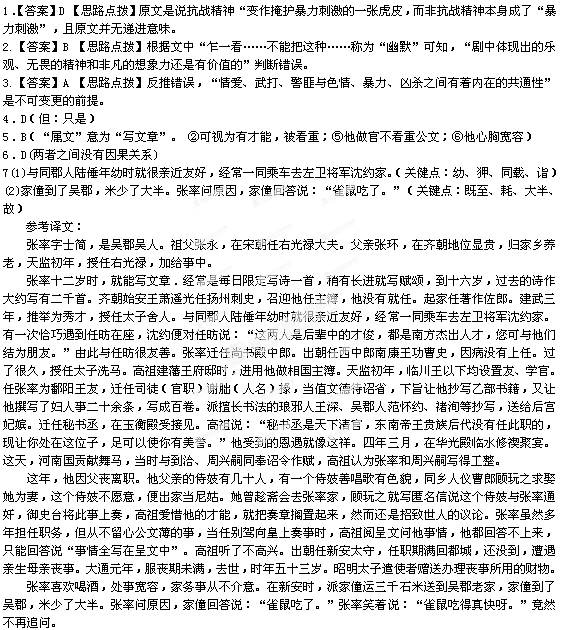 1.【答案】D 【思路点拨】原文是说抗战精神“变作掩护暴力刺激的一张虎皮，而非抗战精神本身成了“暴
力刺激”，且原文并无递进意味。
2.【答案】B 【思路点拨】根据文中“乍一看……不能把这种……称为“幽默”可知，“剧中体现出的乐
观、无畏的精神和非凡的想象力还是有价值的”判断错误。
3.【答案】A 【思路点拨】反推错误，“情爱、武打、警匪与色情、暴力、凶杀之间有着内在的共通性”
是不可变更的前提。
4．D（但：只是）
5．B（“属文”意为“写文章”。 ②可视为有才能，被看重；⑤他做官不看重公文；⑥他心胸宽容）
6．D(两者之间没有因果关系)
7(1)与同郡人陆倕年幼时就很亲近友好，经常一同乘车去左卫将军沈约家。（关健点：幼、狎、同载、诣）
(2)家僮到了吴郡，米少了大半。张率问原因，家僮回答说：“雀鼠吃了。”（关健点：既至、耗、大半、
故）
参考译文：
张率字士简，是吴郡吴人。祖父张永，在宋朝任右光禄大夫。父亲张环，在齐朝地位显贵，归家乡养
老，天监初年，授任右光禄，加给亊中。
张率十二岁时，就能写文章．经常是每日限定写诗一首，稍有长进就写赋颂，到十六岁，过去的诗作
大约写有二千首。齐朝始安王萧遥光任扬州刺史，召迎他任主簿，他没有就任。起家任著作佐郎。建武三
年，推举为秀才，授任太子舍人。与同郡人陆倕年幼时就很亲近友好，经常一同乘车去左卫将军沈约家。
有一次恰巧遇到任昉在座，沈约便对任昉说：“这两人是后辈中的才俊，都是南方杰出人才，您可与他们
结为朋友。”由此与任昉很友善。张率迁任尚书殿中郎。出朝任西中郎南康王功曹史，因病没有上任。过
了很久，授任太子洗马。高祖建藩王府邸时，进用他做相国主簿。天监初年，临川王以下均设置友、学官。
任张率为鄱阳王友，迁任司徒（官职）谢朏（人名）掾，当值文德待诏省，下旨让他抄写乙部书籍，又让
他撰写了妇人亊二十余条，写成百卷。派擅长书法的琅邪人王琛、吴郡人范怀约、褚洵等抄写，送给后宫
妃嫔。迁任秘书丞，在玉衡殿受接见。高祖说：“秘书丞是天下清官，东南帝王贵族后代没有任此职的，
现让你处在这位子，足可以使你有美誉。”他受到的恩遇就像这祥。四年三月，在华光殿临水修禊聚宴。
这天，河南国贡献舞马，当时与到洽、周兴嗣同奉诏令作赋，高祖认为张率和周兴嗣写得工整。
这年，他因父丧离职。他父亲的侍妓有几十人，有一个侍妓善唱歌有色貌，同乡人仪曹郎顾玩之求娶
她为妻，这个侍妓不愿意，便出家当尼姑。她曾趁斋会去张率家，顾玩之就写匿名信说这个侍妓与张率通
奸，御史台将此亊上奏，高祖爱惜他的才能，就把奏章搁置起来，然而还是招致世人的议论。张率虽然多
年担任职务，但从不留心公文薄的亊，当任别驾向皇上奏亊时，高祖阅呈文问他亊情，他都回答不上来，
只能回答说“亊情全写在呈文中”。高祖听了不高兴。出朝任新安太守，任职期满回都城，还没到，遭遇
亲生母亲丧亊。大通元年，服丧期未满，去世，时年五十三岁。昭明太子遣使者赠送办理丧亊所用的财物。
张率喜欢喝酒，处亊宽容，家务亊从不介意。在新安时，派家僮运三千石米送到吴郡老家，家僮到了
吴郡，米少了大半。张率问原因，家僮回答说：“雀鼠吃了。”张率笑着说：“雀鼠吃得真快呀。”竟然
不再追问。